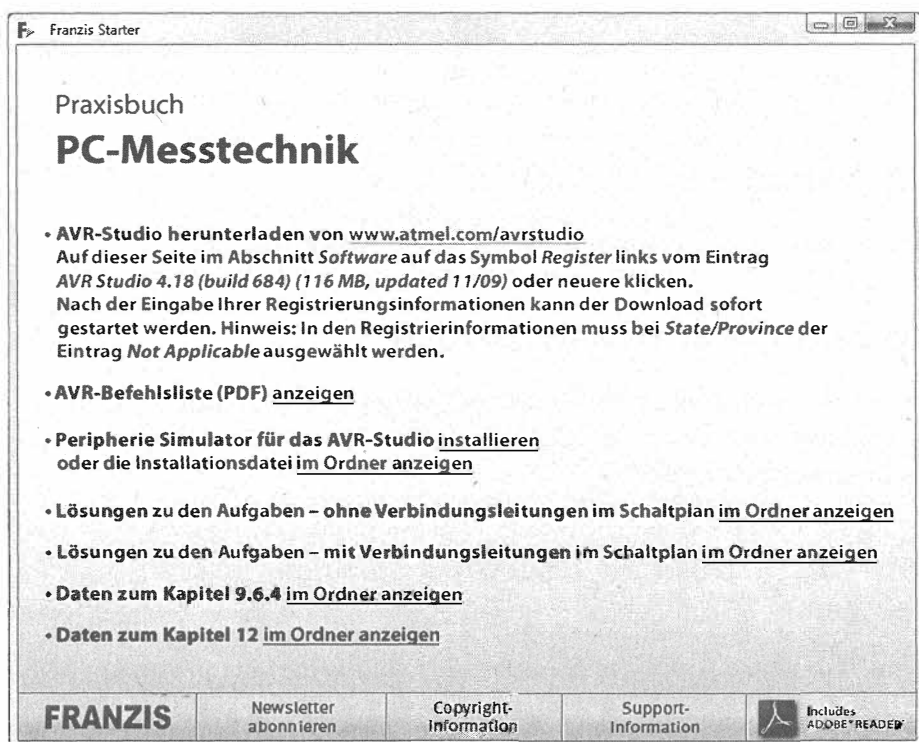 Franzis Starter
Praxisbuch
PC-Messtechnik
• AVR-Studio herunterladen von www.atmel.com/avrstudio
Auf dieser Seite im Abschnitt Software auf das Symbol Register links vom Eintrag
AVR Studio 4.18 (build 684) (116 MB, updated 11/09) oder neuere klicken.
Nach der Eingabe Ihrer Registrierungsinformationen kann der Download sofort
gestartet werden. Hinweis: In den Registrierinformationen muss bei State/Province der
Eintrag Not Applicable ausgewählt werden.
• AVR-Befehlsliste (PDF) anzeigen
• Peripherie Simulator für das AVR-Studio installieren
oder die Installationsdatei im Ordner anzeigen
• Lösungen zu den Aufgaben – ohne Verbindungsleitungen im Schaltplan im Ordner anzeigen
• Lösungen zu den Aufgaben – mit Verbindungsleitungen im Schaltplan im Ordner anzeigen
• Daten zum Kapitel 9.6.4 im Ordner anzeigen
• Daten zum Kapitel 12 im Ordner anzeigen
FRANZIS
Newsletter
abonnieren
Copyright-
Information
Support-
Information
Includes
ADOBE® READER®